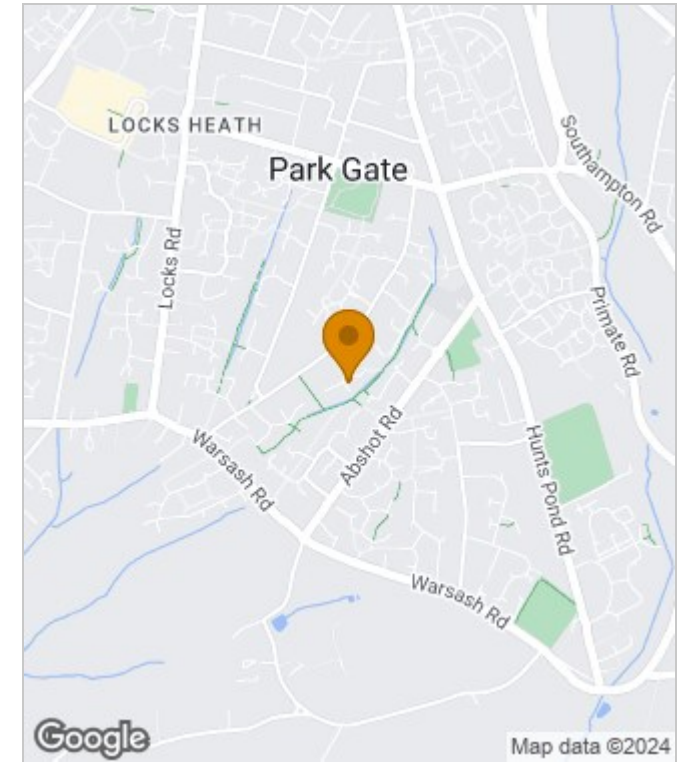 LOCKS HEATH
Park Gate
Southampton Rd
Locks Rd
Primate Rd
Abshot Rd
Warsash Rd
Hunts Pond Rd
Warsash Rd
Google
Map data ©2024